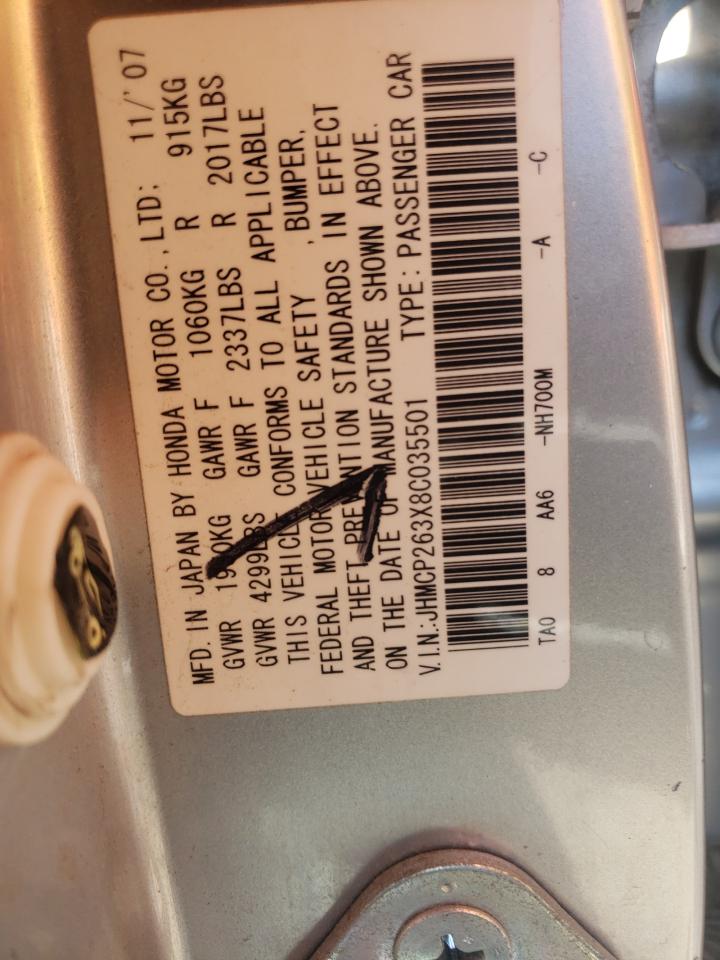 MFD. IN JAPAN BY HONDA MOTOR CO., LTD; 11/'07
GVWR GAWR F 1060KG R 915KG
GVWR 4299LBS GAWR F 2337LBS R 2017LBS
THIS VEHICLE CONFORMS TO ALL APPLICABLE
FEDERAL MOTOR VEHICLE SAFETY , BUMPER,
AND THEFT PREVENTION STANDARDS IN EFFECT
ON THE DATE OF MANUFACTURE SHOWN ABOVE.
V.I.N.:JHMCP263X8C035501 TYPE: PASSENGER CAR
TA0 8 AA6 -NH700M -A -C